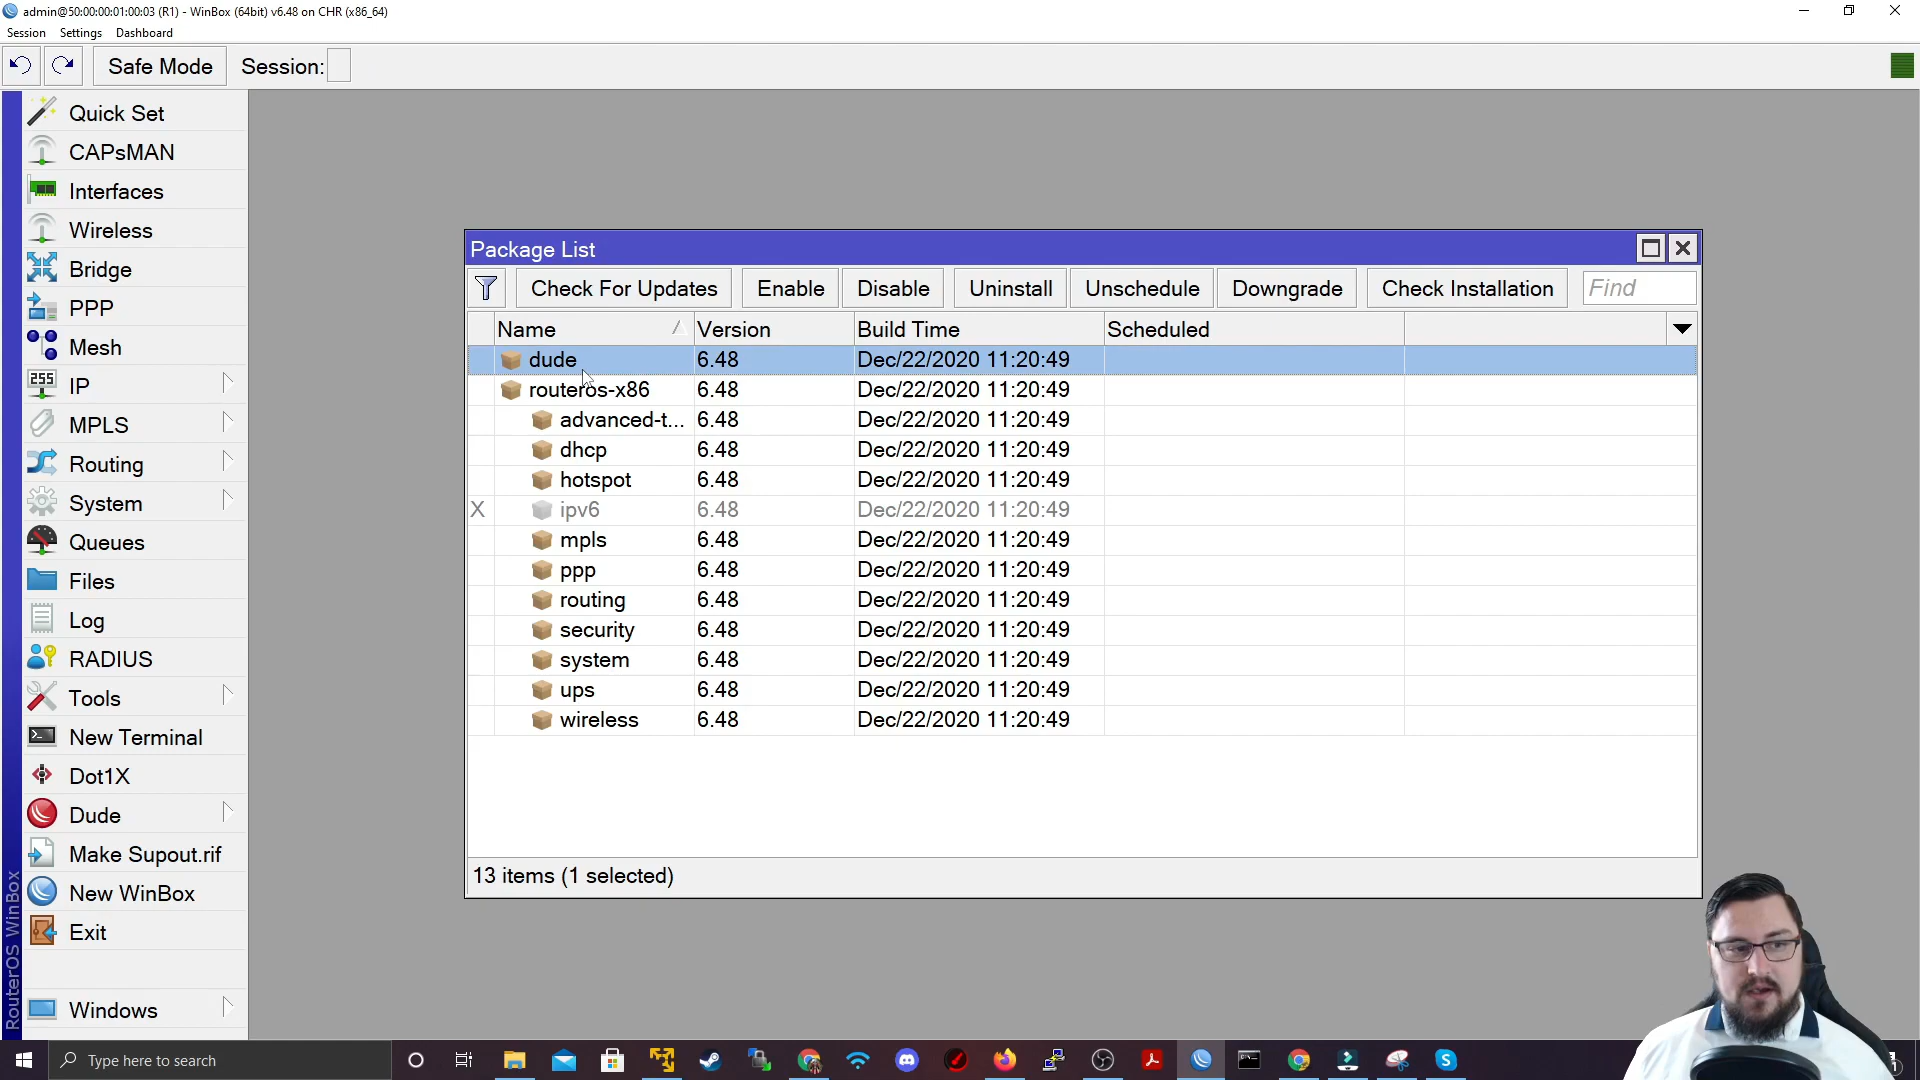 admin@50:00:00:01:00:03 (R1) - WinBox (64bit) v6.48 on CHR (x86_64)
Session Settings Dashboard
Safe Mode Session:
Quick Set
CAPsMAN
Interfaces
Wireless
Bridge
PPP
Mesh
255 IP
MPLS
Routing
System
Queues
Files
Log
RADIUS
Tools
New Terminal
Dot1X
Dude
Make Supout.rif
New WinBox
Exit
Windows
RouterOS WinBox
Package List
Check For Updates Enable Disable Uninstall Unschedule Downgrade Check Installation Find
Name Version Build Time Scheduled
dude 6.48 Dec/22/2020 11:20:49
routeros-x86 6.48 Dec/22/2020 11:20:49
advanced-t... 6.48 Dec/22/2020 11:20:49
dhcp 6.48 Dec/22/2020 11:20:49
hotspot 6.48 Dec/22/2020 11:20:49
X ipv6 6.48 Dec/22/2020 11:20:49
mpls 6.48 Dec/22/2020 11:20:49
ppp 6.48 Dec/22/2020 11:20:49
routing 6.48 Dec/22/2020 11:20:49
security 6.48 Dec/22/2020 11:20:49
system 6.48 Dec/22/2020 11:20:49
ups 6.48 Dec/22/2020 11:20:49
wireless 6.48 Dec/22/2020 11:20:49
13 items (1 selected)
Type here to search